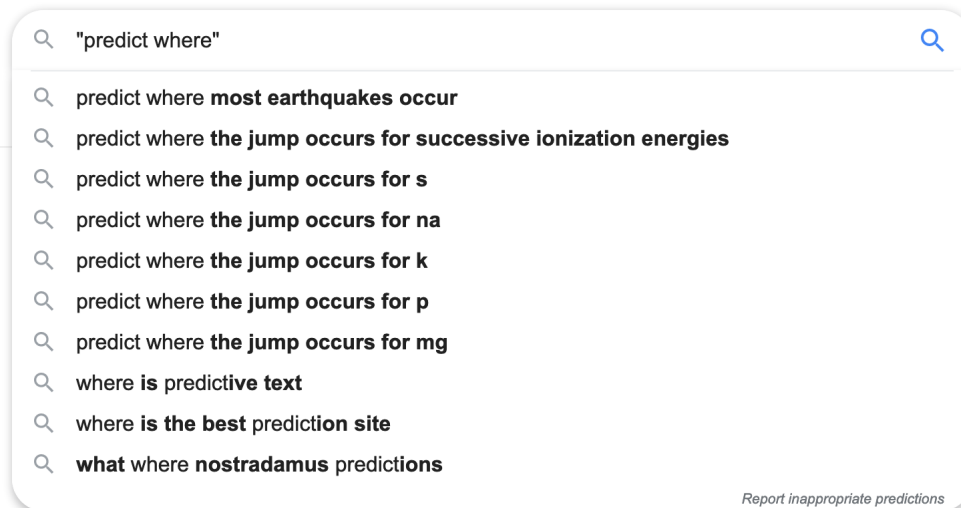 "predict where"
predict where most earthquakes occur
predict where the jump occurs for successive ionization energies
predict where the jump occurs for s
predict where the jump occurs for na
predict where the jump occurs for k
predict where the jump occurs for p
predict where the jump occurs for mg
where is predictive text
where is the best prediction site
what where nostradamus predictions
Report inappropriate predictions